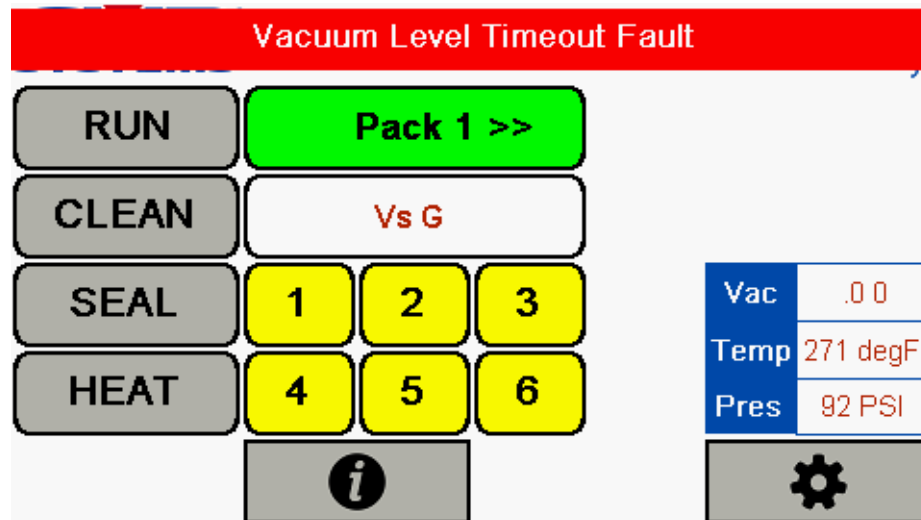 Vacuum Level Timeout Fault
RUN
Pack 1 >>
CLEAN
Vs G
SEAL
1
2
3
HEAT
4
5
6
Vac
.0 0
Temp
271 degF
Pres
92 PSI
i